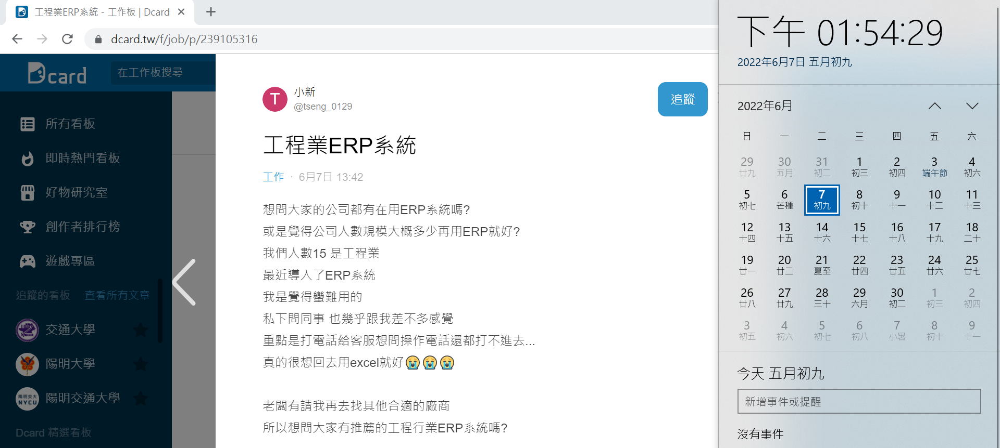 工程業ERP系統 - 工作板 | Dcard
dcard.tw/f/job/p/239105316
Dcard
在工作板搜尋
所有看板
即時熱門看板
好物研究室
創作者排行榜
遊戲專區
追蹤的看板 查看所有文章
交通大學
陽明大學
陽明交大
NYCU
陽明交通大學
Dcard 精選看板
T
小新
@tseng_0129
追蹤
工程業ERP系統
工作 · 6月7日 13:42
想問大家的公司都有在用ERP系統嗎?
或是覺得公司人數規模大概多少再用ERP就好?
我們人數15 是工程業
最近導入了ERP系統
我是覺得蠻難用的
私下問同事 也幾乎跟我差不多感覺
重點是打電話給客服想問操作電話還都打不進去...
真的很想回去用excel就好😭😭😭
老闆有請我再去找其他合適的廠商
所以想問大家有推薦的工程行業ERP系統嗎?
下午 01:54:29
2022年6月7日 五月初九
2022年6月
日 一 二 三 四 五 六
29 30 31 1 2 3 4
廿九 五月 初二 初三 初四 端午節 初六
5 6 7 8 9 10 11
初七 芒種 初九 初十 十一 十二 十三
12 13 14 15 16 17 18
十四 十五 十六 十七 十八 十九 二十
19 20 21 22 23 24 25
廿一 廿二 夏至 廿四 廿五 廿六 廿七
26 27 28 29 30 1 2
廿八 廿九 三十 六月 初二 初三 初四
3 4 5 6 7 8 9
初五 初六 初七 初八 小暑 初十 十一
今天 五月初九
新增事件或提醒
沒有事件